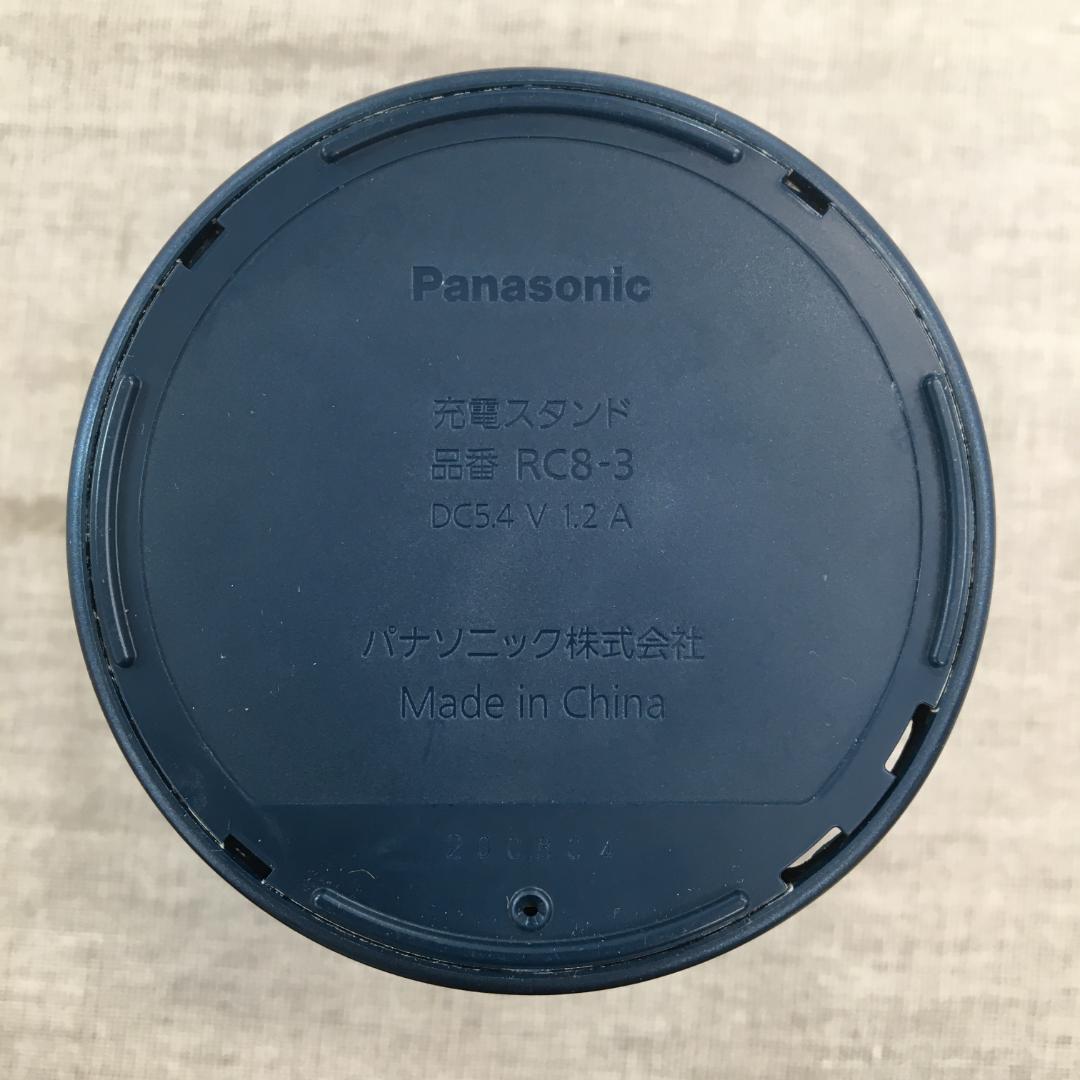 Panasonic
充電スタンド
品番 RC8-3
DC5.4 V 1.2 A
パナソニック株式会社
Made in China